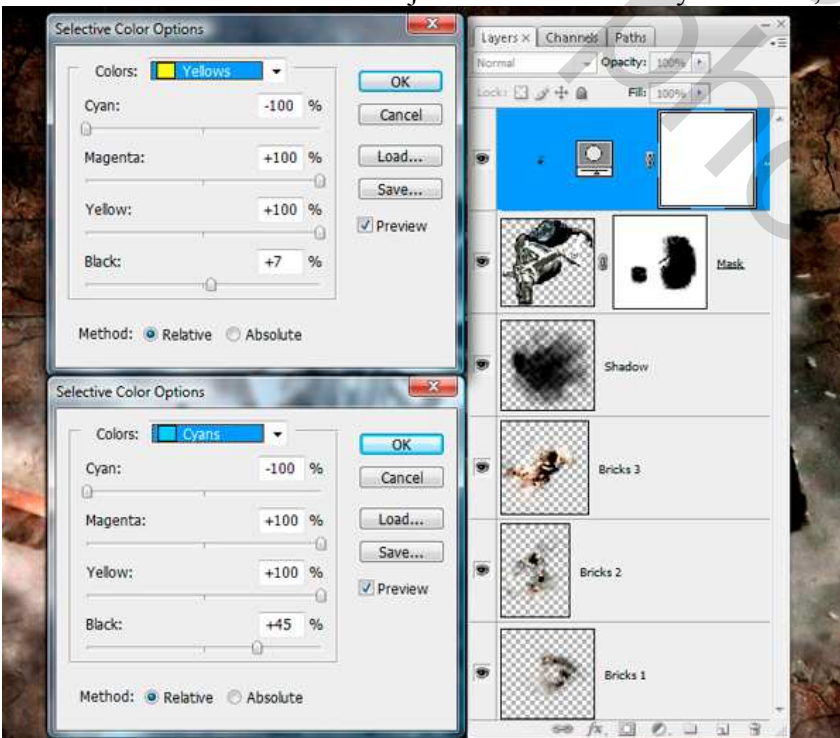 Selective Color Options
Colors: Yellows
Cyan: -100 %
Magenta: +100 %
Yellow: +100 %
Black: +7 %
Method: Relative Absolute
OK
Cancel
Load...
Save...
Preview
Selective Color Options
Colors: Cyans
Cyan: -100 %
Magenta: +100 %
Yellow: +100 %
Black: +45 %
Method: Relative Absolute
OK
Cancel
Load...
Save...
Preview
Layers × Channels Paths
Normal Opacity: 100%
Lock: Fill: 100%
Mask
Shadow
Bricks 3
Bricks 2
Bricks 1